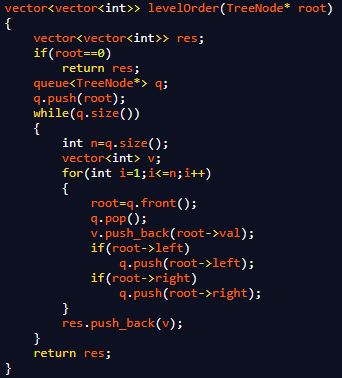 vector<vector<int>> levelOrder(TreeNode* root)
{
    vector<vector<int>> res;
    if(root==0)
        return res;
    queue<TreeNode*> q;
    q.push(root);
    while(q.size())
    {
        int n=q.size();
        vector<int> v;
        for(int i=1;i<=n;i++)
        {
            root=q.front();
            q.pop();
            v.push_back(root->val);
            if(root->left)
                q.push(root->left);
            if(root->right)
                q.push(root->right);
        }
        res.push_back(v);
    }
    return res;
}